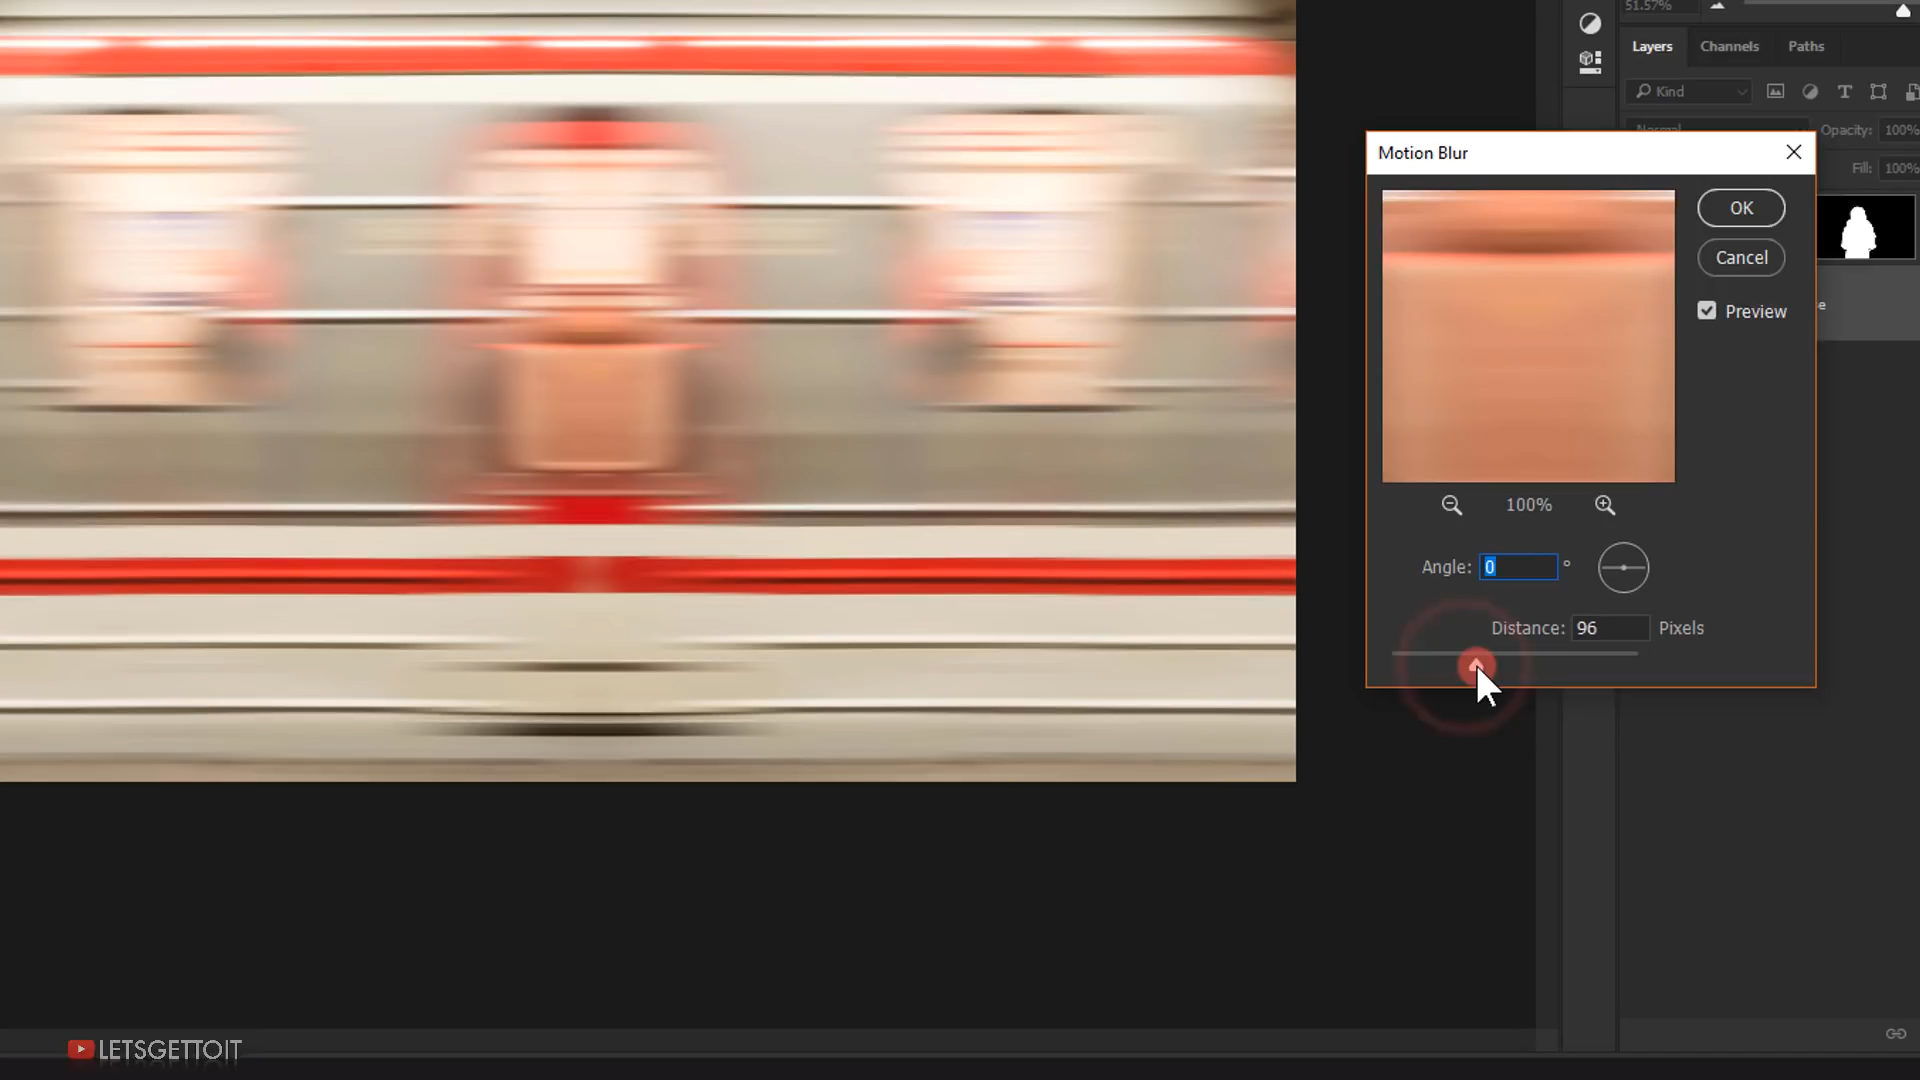 51.57%
Layers Channels Paths
Kind
Normal Opacity: 100%
Motion Blur
Fill: 100%
OK
Cancel
Preview
e
100%
Angle: 0 °
Distance: 96 Pixels
LETSGETTOIT